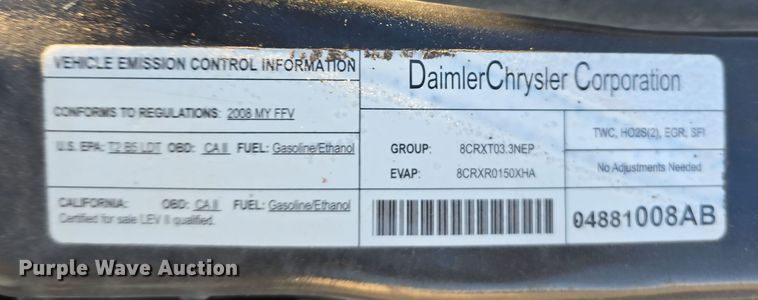 VEHICLE EMISSION CONTROL INFORMATION
CONFORMS TO REGULATIONS: 2008 MY FFV
U.S. EPA: T2 B5 LDT OBD: CA II FUEL: Gasoline/Ethanol
CALIFORNIA: OBD: CA II FUEL: Gasoline/Ethanol
Certified for sale LEV II qualified.
DaimlerChrysler Corporation
GROUP: 8CRXT03.3NEP
EVAP: 8CRXR0150XHA
TWC, HO2S(2), EGR, SFI
No Adjustments Needed
04881008AB
Purple Wave Auction